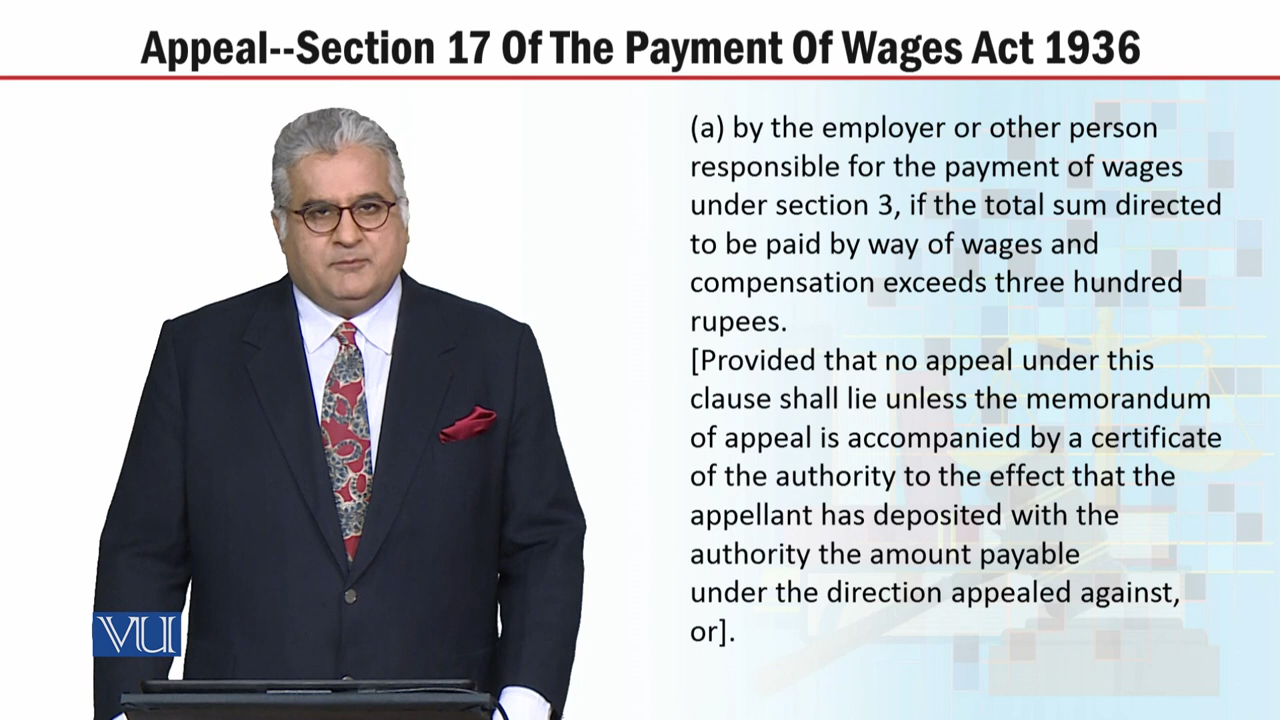 Appeal--Section 17 Of The Payment Of Wages Act 1936
(a) by the employer or other person
responsible for the payment of wages
under section 3, if the total sum directed
to be paid by way of wages and
compensation exceeds three hundred
rupees.
[Provided that no appeal under this
clause shall lie unless the memorandum
of appeal is accompanied by a certificate
of the authority to the effect that the
appellant has deposited with the
authority the amount payable
under the direction appealed against,
or].
VU